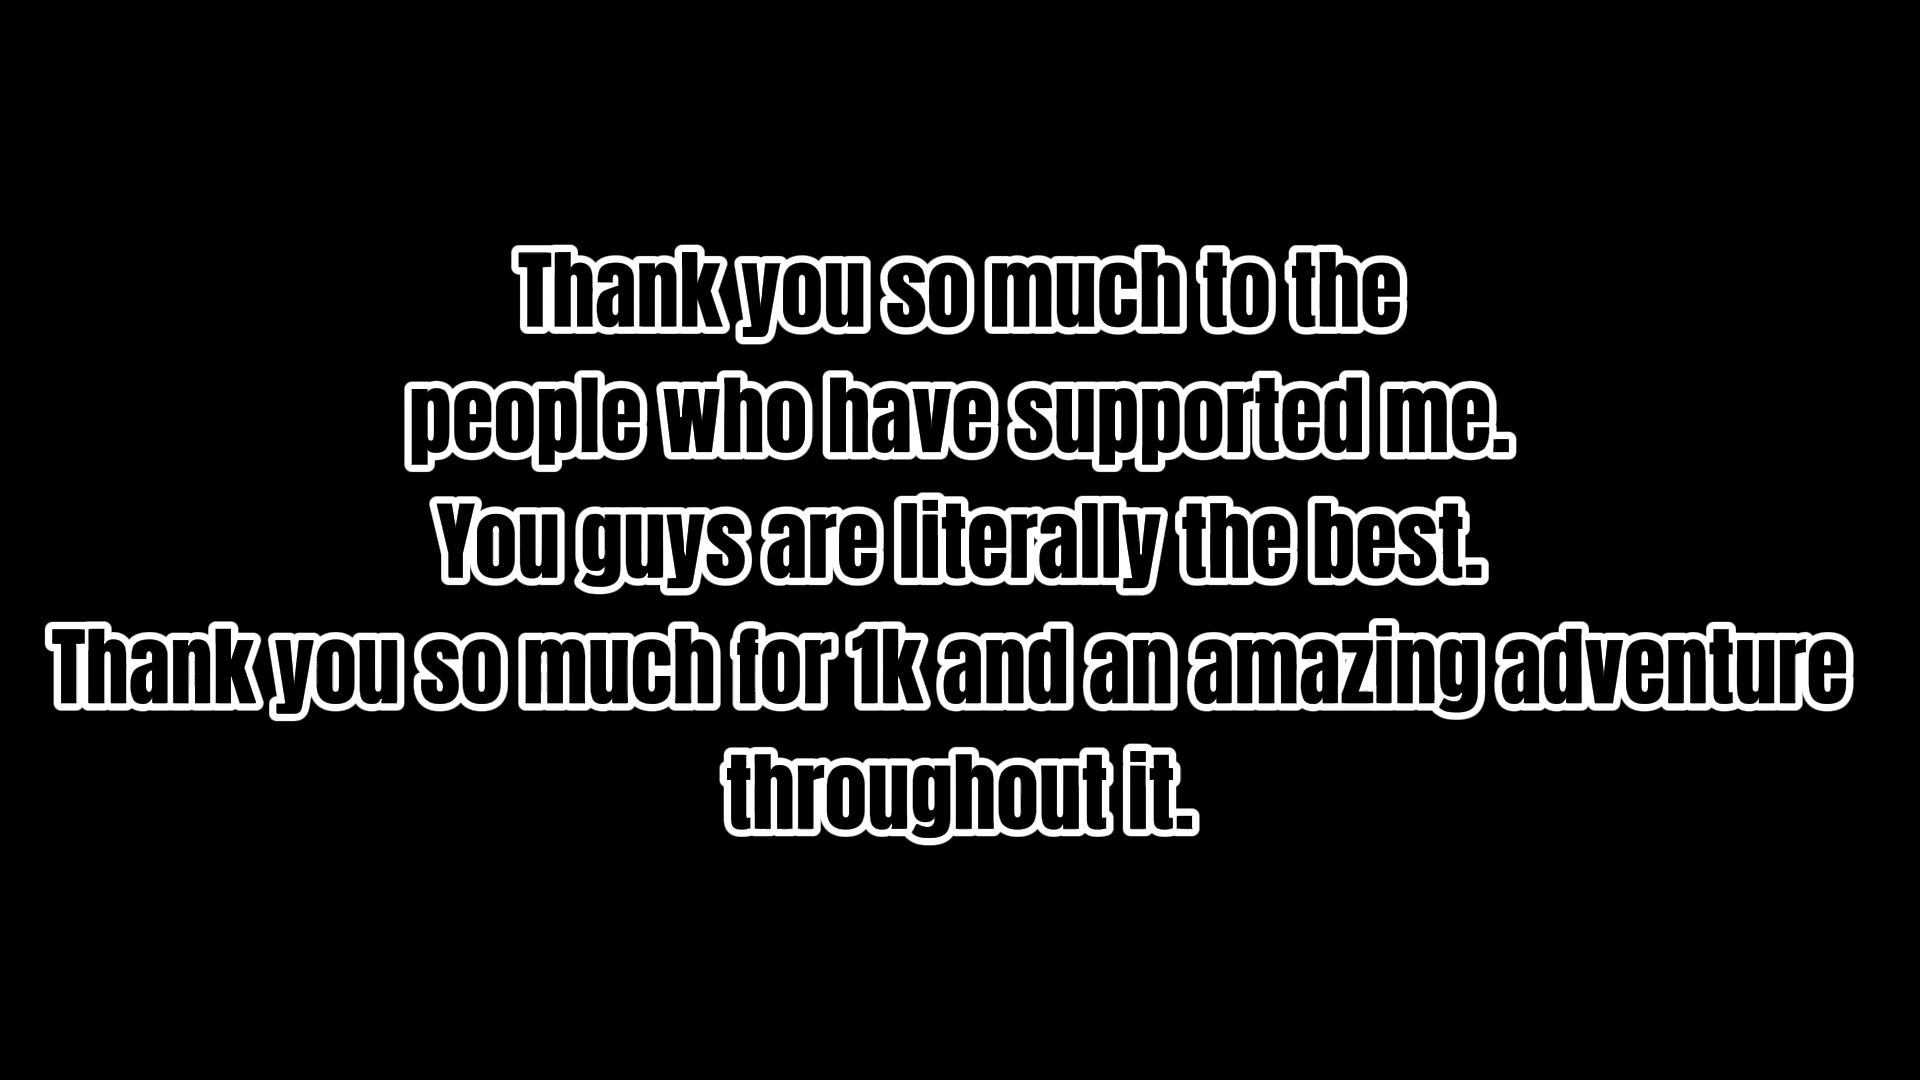 Thank you so much to the
people who have supported me.
You guys are literally the best.
Thank you so much for 1k and an amazing adventure
throughout it.